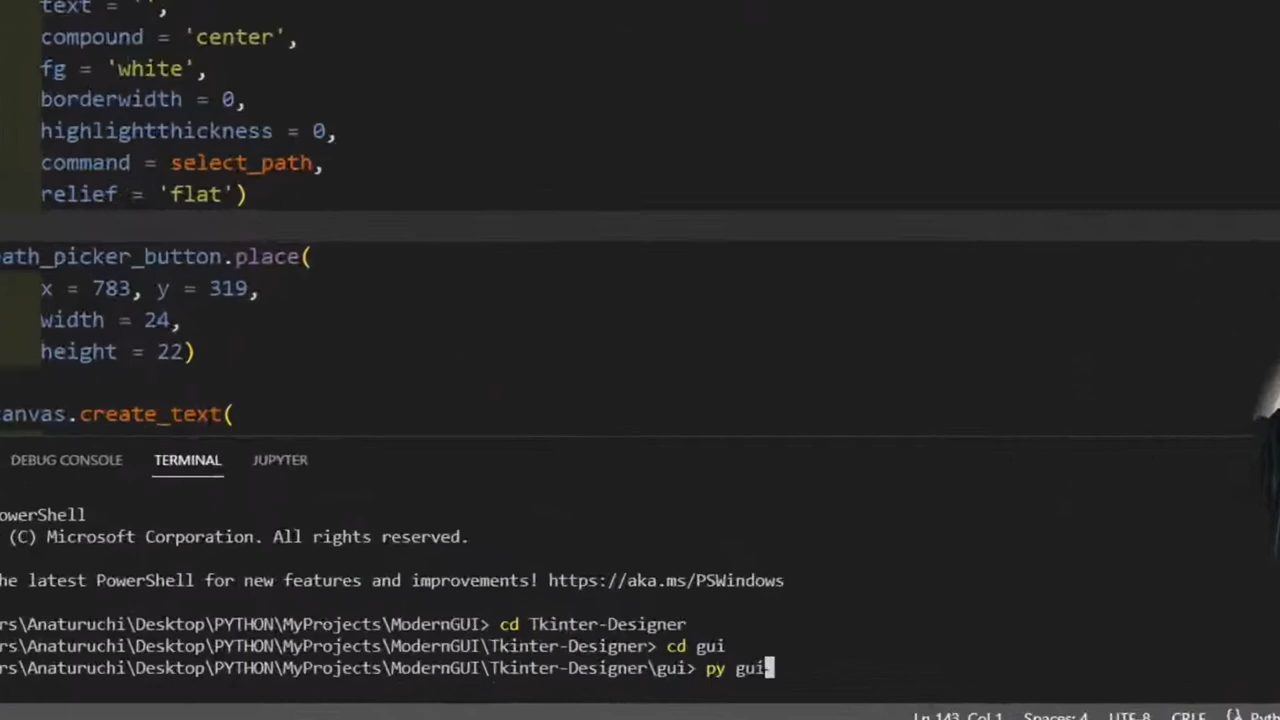 text = '',
compound = 'center',
fg = 'white',
borderwidth = 0,
highlightthickness = 0,
command = select_path,
relief = 'flat')
ath_picker_button.place(
x = 783, y = 319,
width = 24,
height = 22)
canvas.create_text(
DEBUG CONSOLE TERMINAL JUPYTER
owerShell
(C) Microsoft Corporation. All rights reserved.
he latest PowerShell for new features and improvements! https://aka.ms/PSWindows
rs\Anaturuchi\Desktop\PYTHON\MyProjects\ModernGUI> cd Tkinter-Designer
rs\Anaturuchi\Desktop\PYTHON\MyProjects\ModernGUI\Tkinter-Designer> cd gui
rs\Anaturuchi\Desktop\PYTHON\MyProjects\ModernGUI\Tkinter-Designer\gui> py gui
Ln 143, Col 1 Spaces: 4 UTF-8 CRLF {} Pyth